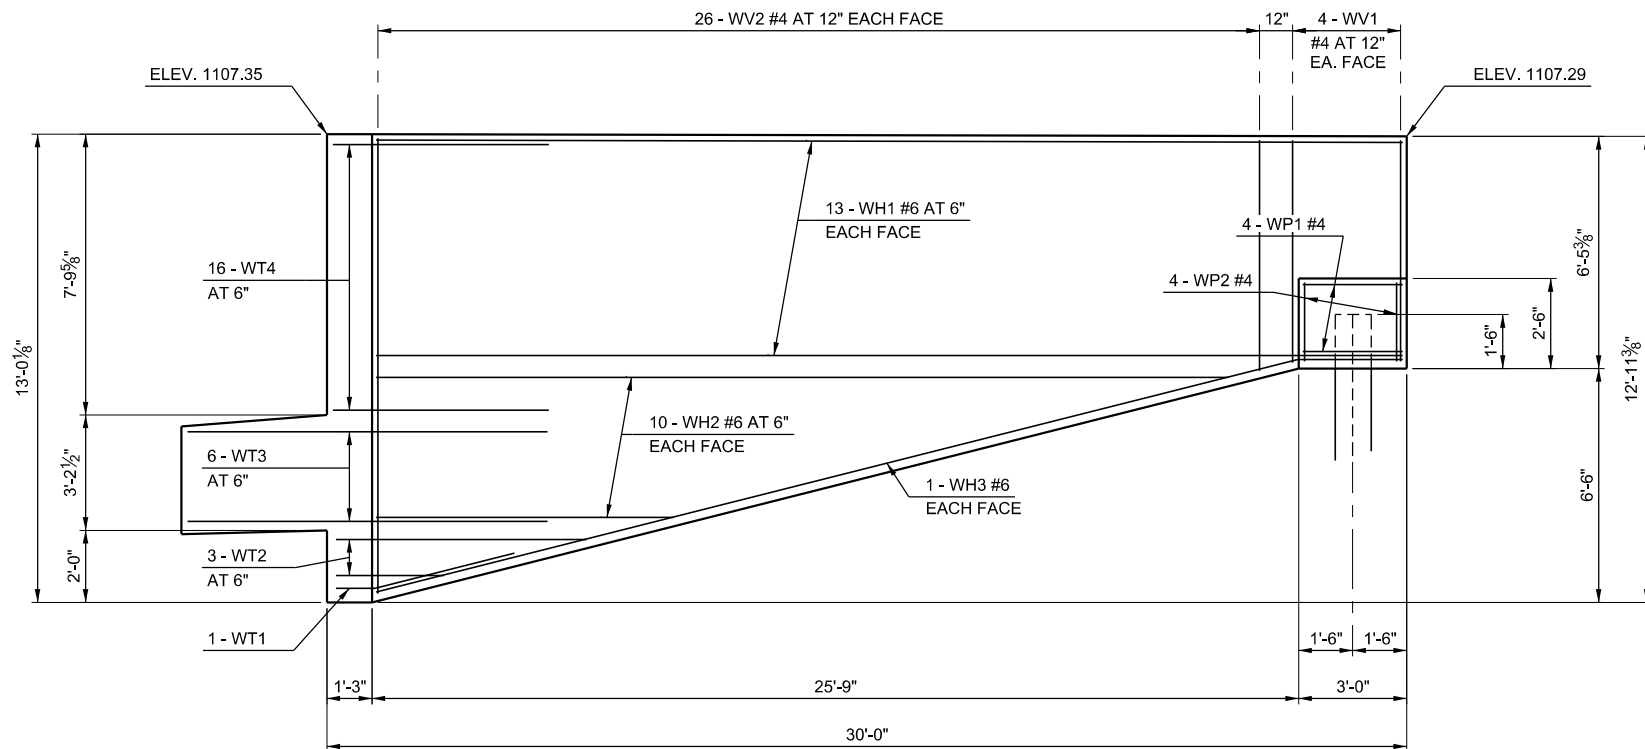 26 - WV2 #4 AT 12" EACH FACE
12"
4 - WV1
#4 AT 12"
EA. FACE
ELEV. 1107.35
ELEV. 1107.29
13 - WH1 #6 AT 6"
EACH FACE
4 - WP1 #4
4 - WP2 #4
16 - WT4
AT 6"
7'-9⅝"
13'-0⅛"
6'-5⅜"
2'-6"
1'-6"
12'-11⅜"
10 - WH2 #6 AT 6"
EACH FACE
6 - WT3
AT 6"
3'-2½"
1 - WH3 #6
EACH FACE
6'-6"
3 - WT2
AT 6"
2'-0"
1 - WT1
1'-6"
1'-6"
1'-3"
25'-9"
3'-0"
30'-0"